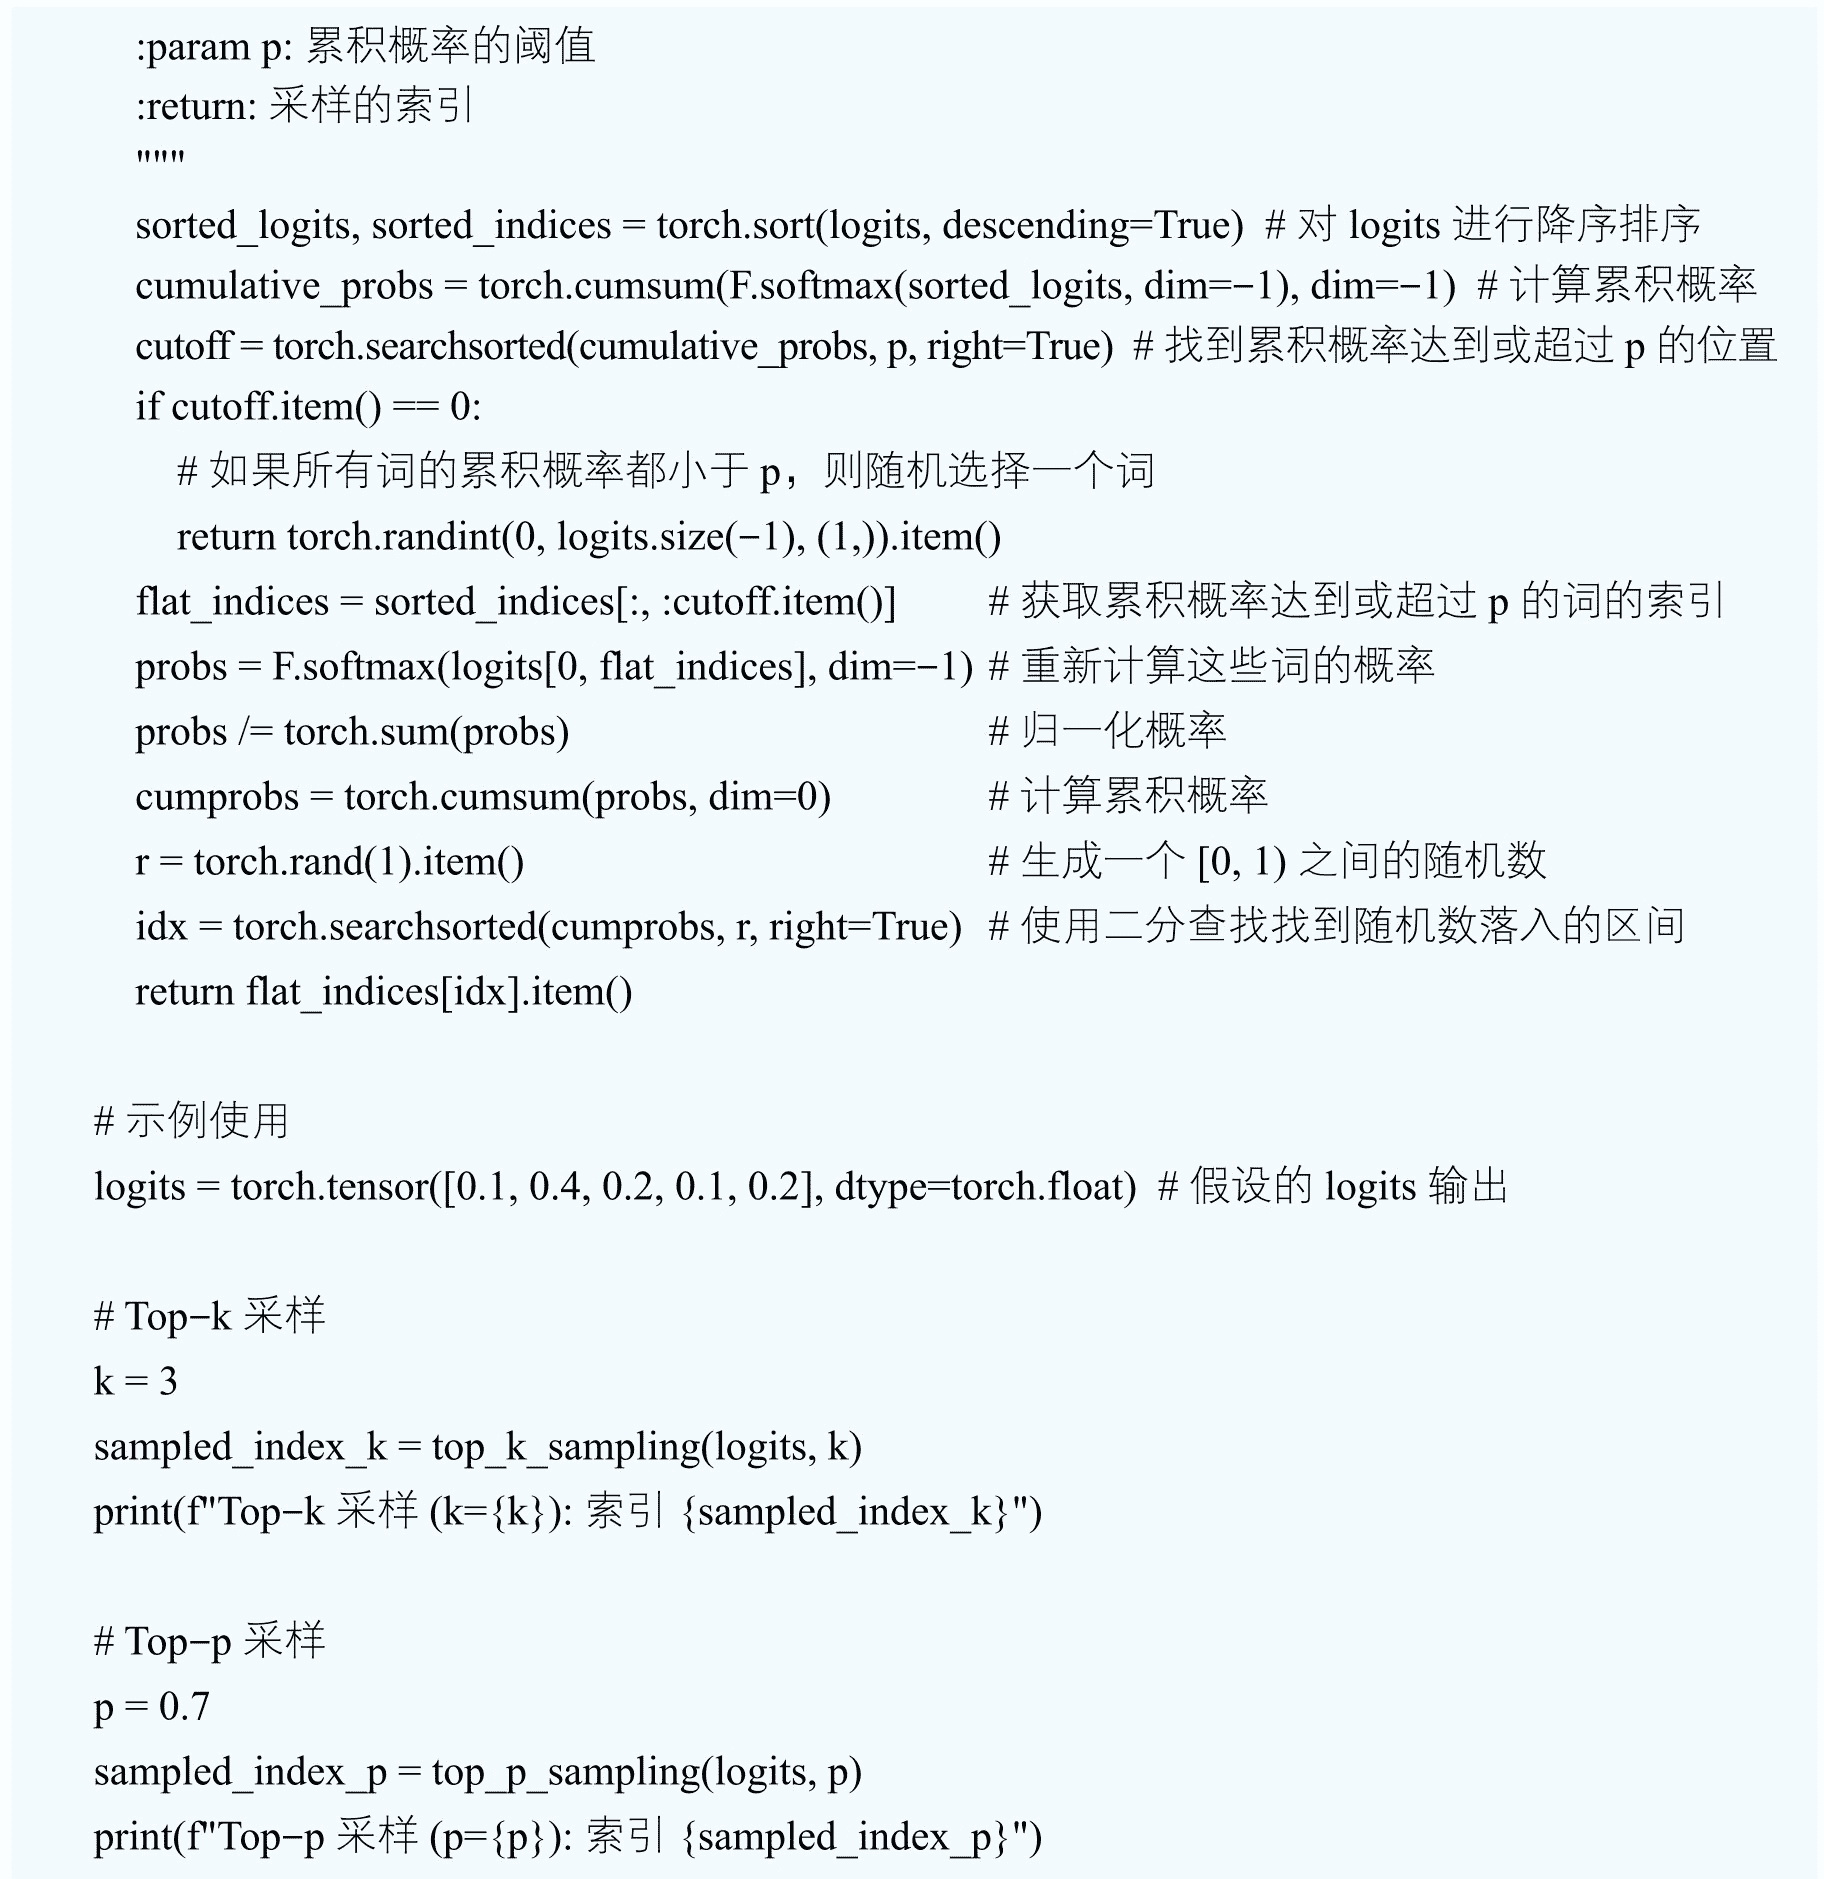 :param p: 累积概率的阈值
:return: 采样的索引
"""
sorted_logits, sorted_indices = torch.sort(logits, descending=True)  # 对 logits 进行降序排序
cumulative_probs = torch.cumsum(F.softmax(sorted_logits, dim=−1), dim=−1)  # 计算累积概率
cutoff = torch.searchsorted(cumulative_probs, p, right=True)  # 找到累积概率达到或超过 p 的位置
if cutoff.item() == 0:
# 如果所有词的累积概率都小于 p，则随机选择一个词
return torch.randint(0, logits.size(−1), (1,)).item()
flat_indices = sorted_indices[:, :cutoff.item()]  # 获取累积概率达到或超过 p 的词的索引
probs = F.softmax(logits[0, flat_indices], dim=−1)  # 重新计算这些词的概率
probs /= torch.sum(probs)  # 归一化概率
cumprobs = torch.cumsum(probs, dim=0)  # 计算累积概率
r = torch.rand(1).item()  # 生成一个 [0, 1) 之间的随机数
idx = torch.searchsorted(cumprobs, r, right=True)  # 使用二分查找找到随机数落入的区间
return flat_indices[idx].item()
# 示例使用
logits = torch.tensor([0.1, 0.4, 0.2, 0.1, 0.2], dtype=torch.float)  # 假设的 logits 输出
# Top−k 采样
k = 3
sampled_index_k = top_k_sampling(logits, k)
print(f"Top−k 采样 (k={k}): 索引 {sampled_index_k}")
# Top−p 采样
p = 0.7
sampled_index_p = top_p_sampling(logits, p)
print(f"Top−p 采样 (p={p}): 索引 {sampled_index_p}")